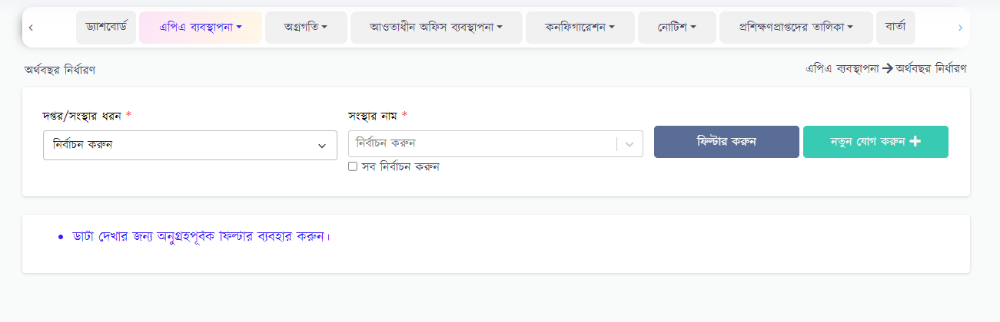 ড্যাশবোর্ড এপিএ ব্যবস্থাপনা অগ্রগতি আওতাধীন অফিস ব্যবস্থাপনা কনফিগারেশন নোটিশ প্রশিক্ষণপ্রাপ্তদের তালিকা বার্তা
অর্থবছর নির্ধারণ এপিএ ব্যবস্থাপনা → অর্থবছর নির্ধারণ
দপ্তর/সংস্থার ধরন * সংস্থার নাম *
নির্বাচন করুন নির্বাচন করুন ফিল্টার করুন নতুন যোগ করুন +
সব নির্বাচন করুন
ডাটা দেখার জন্য অনুগ্রহপূর্বক ফিল্টার ব্যবহার করুন।